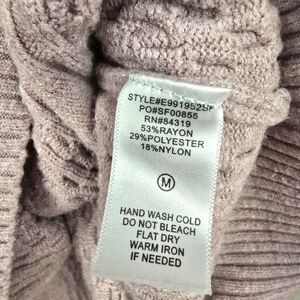 STYLE#E991952SF
PO#SF00855
RN#84319
53%RAYON
29%POLYESTER
18%NYLON
M
HAND WASH COLD
DO NOT BLEACH
FLAT DRY
WARM IRON
IF NEEDED